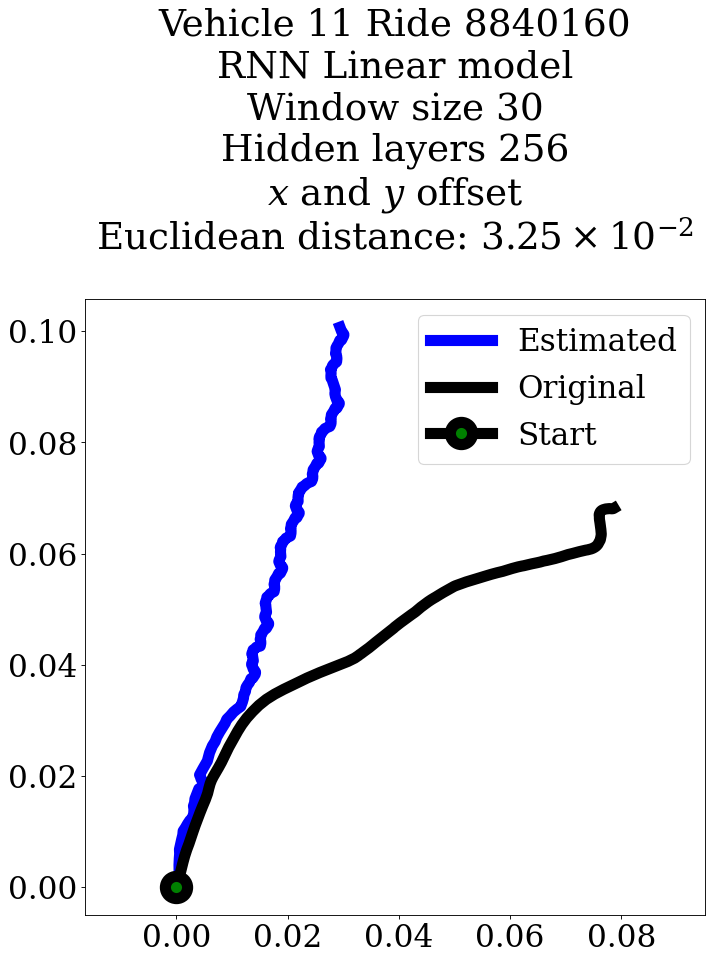 Vehicle 11 Ride 8840160
RNN Linear model
Window size 30
Hidden layers 256
x and y offset
Euclidean distance: 3.25 × 10⁻²
Estimated
Original
Start
0.10
0.08
0.06
0.04
0.02
0.00
0.00 0.02 0.04 0.06 0.08